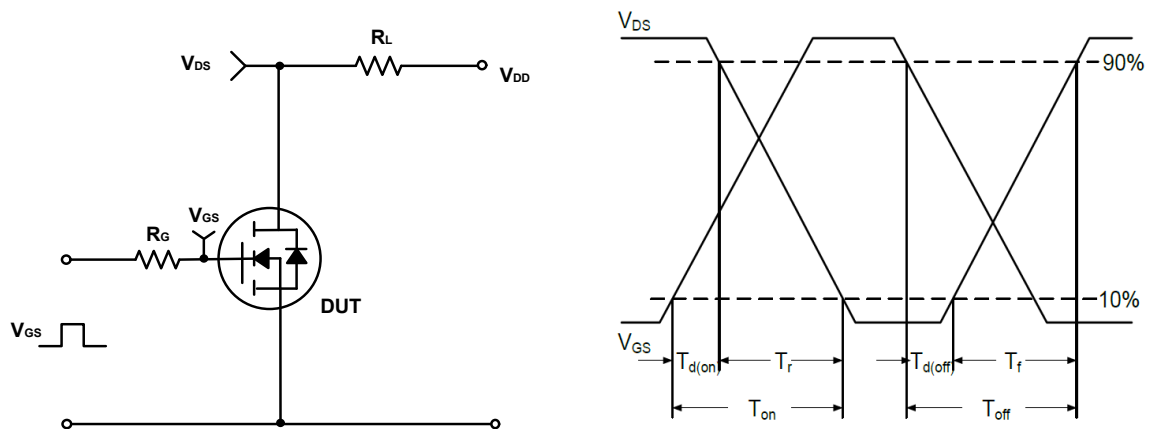 RL
VDS
VDD
VGS
RG
DUT
VGS
VDS
90%
10%
VGS
Td(on)
Tr
Td(off)
Tf
Ton
Toff